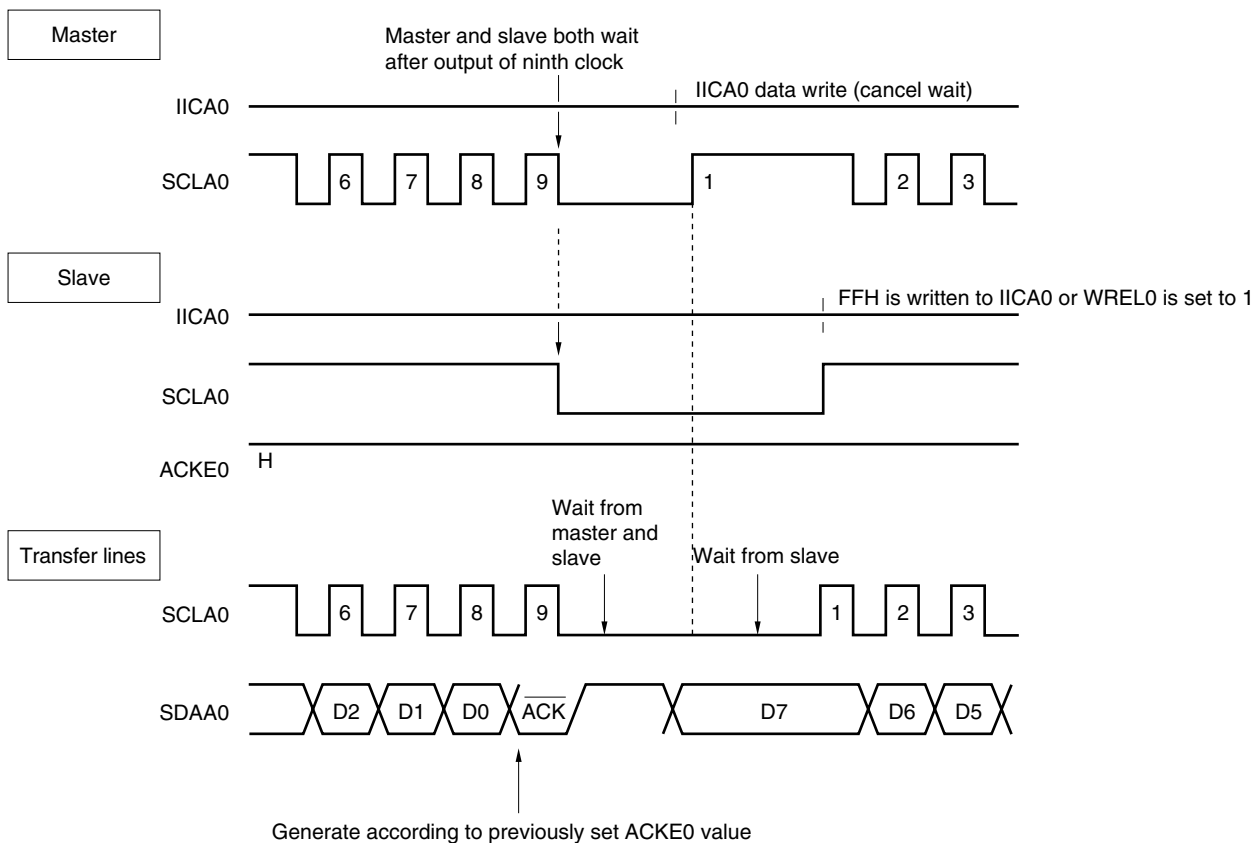 Master
Master and slave both wait
after output of ninth clock
IICA0 data write (cancel wait)
IICA0
SCLA0
6 7 8 9 1 2 3
Slave
FFH is written to IICA0 or WREL0 is set to 1
IICA0
SCLA0
H
ACKE0
Wait from
master and
slave
Wait from slave
Transfer lines
SCLA0
6 7 8 9 1 2 3
SDAA0
D2 D1 D0 ACK D7 D6 D5
Generate according to previously set ACKE0 value